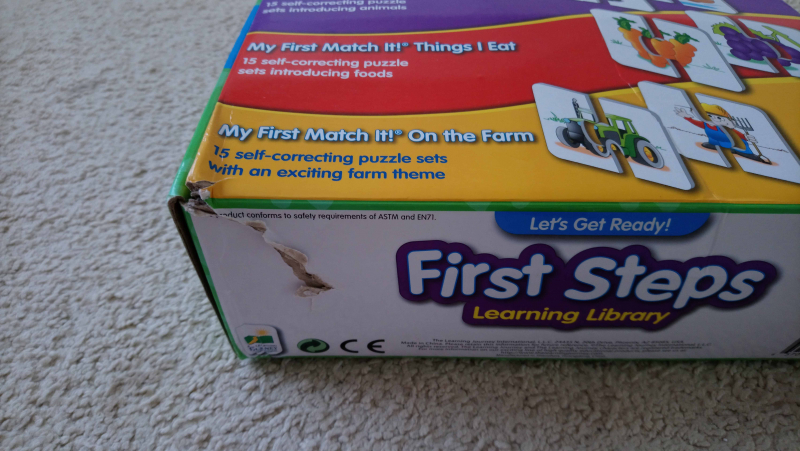 15 self-correcting puzzle
sets introducing animals
My First Match It!® Things I Eat
15 self-correcting puzzle
sets introducing foods
My First Match It!® On the Farm
15 self-correcting puzzle sets
with an exciting farm theme
conforms to safety requirements of ASTM and EN71.
Let's Get Ready!
First Steps
Learning Library
CE